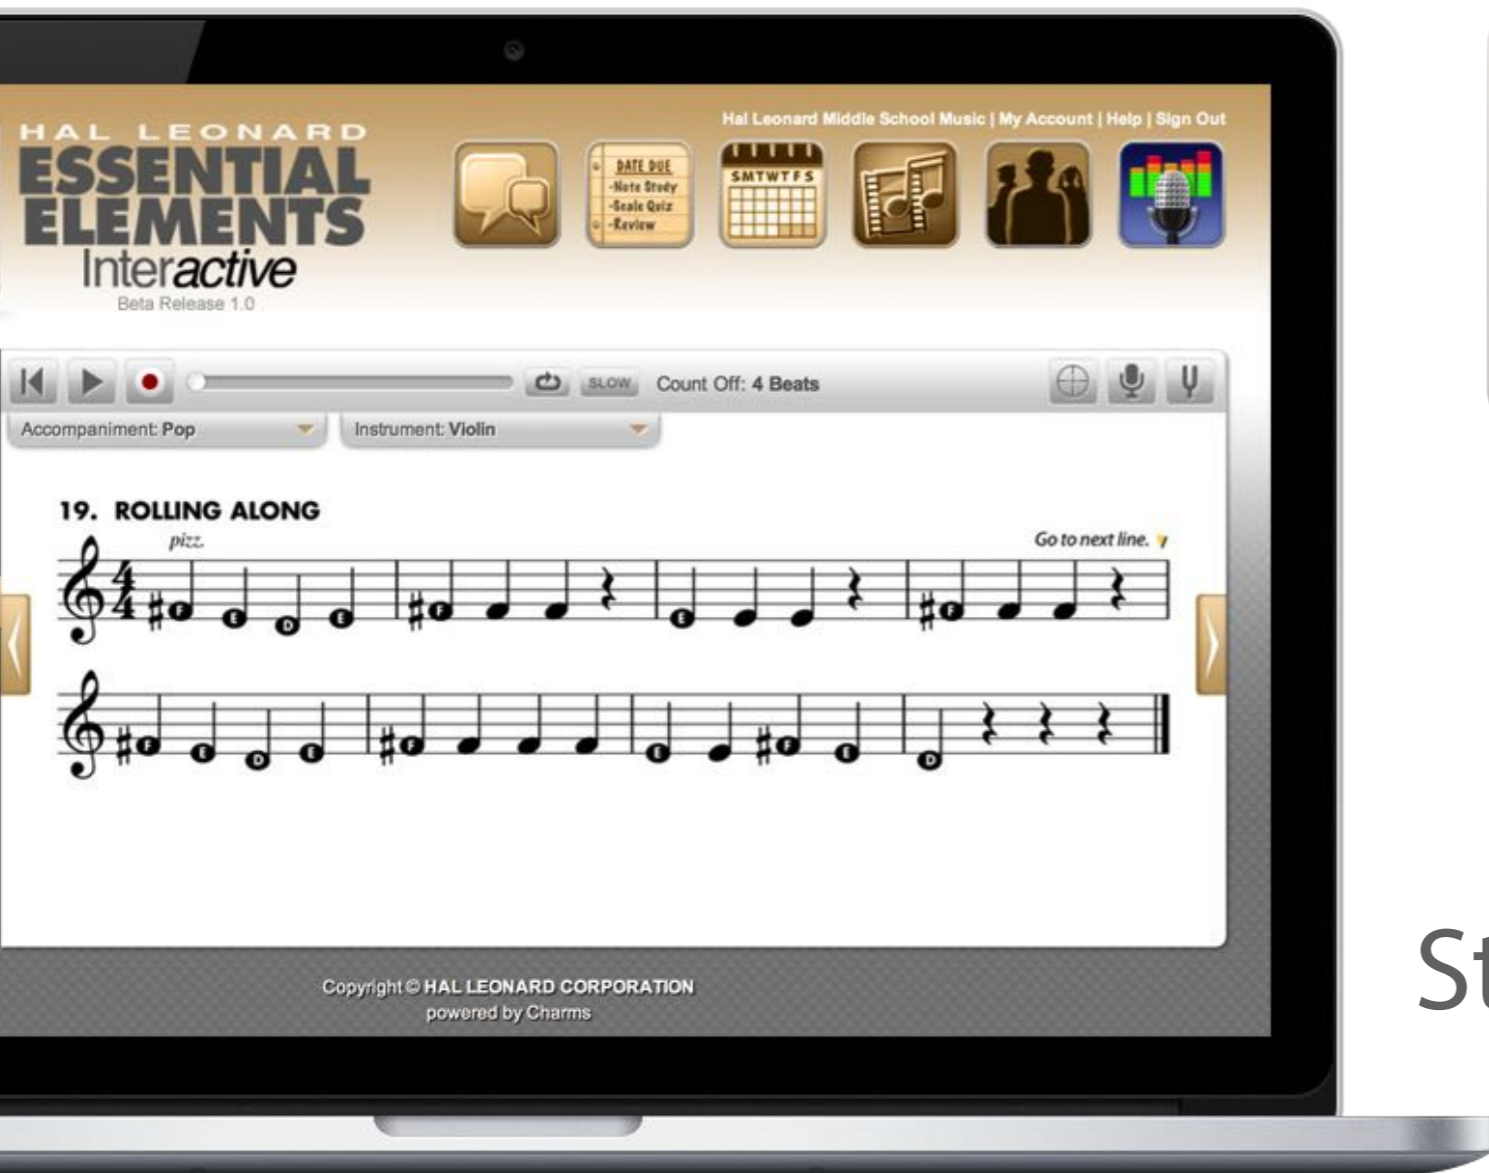 Hal Leonard Middle School Music | My Account | Help | Sign Out
HAL LEONARD
ESSENTIAL
ELEMENTS
Interactive
Beta Release 1.0
DATE DUE
-Note Study
-Scale Quiz
-Review
SMTWTFS
SLOW
Count Off: 4 Beats
Accompaniment: Pop
Instrument: Violin
19. ROLLING ALONG
pizz.
Go to next line.
4
4
F E D E F E F
F E D E F E F E D
Copyright © HAL LEONARD CORPORATION
powered by Charms
St